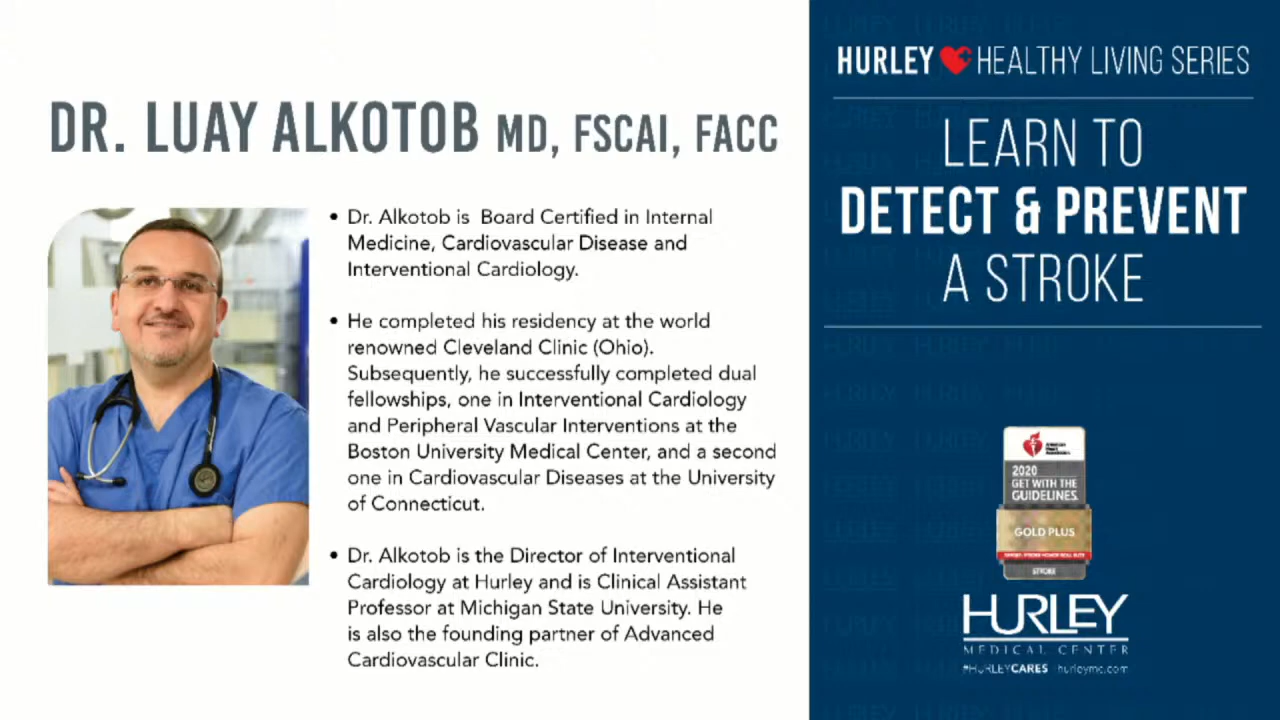 DR. LUAY ALKOTOB MD, FSCAI, FACC
• Dr. Alkotob is Board Certified in Internal
Medicine, Cardiovascular Disease and
Interventional Cardiology.
• He completed his residency at the world
renowned Cleveland Clinic (Ohio).
Subsequently, he successfully completed dual
fellowships, one in Interventional Cardiology
and Peripheral Vascular Interventions at the
Boston University Medical Center, and a second
one in Cardiovascular Diseases at the University
of Connecticut.
• Dr. Alkotob is the Director of Interventional
Cardiology at Hurley and is Clinical Assistant
Professor at Michigan State University. He
is also the founding partner of Advanced
Cardiovascular Clinic.
HURLEY HEALTHY LIVING SERIES
LEARN TO
DETECT & PREVENT
A STROKE
American
Heart
Association
2020
GET WITH THE
GUIDELINES.
GOLD PLUS
STROKE
HURLEY
MEDICAL CENTER
#HURLEYCARES hurleymc.com